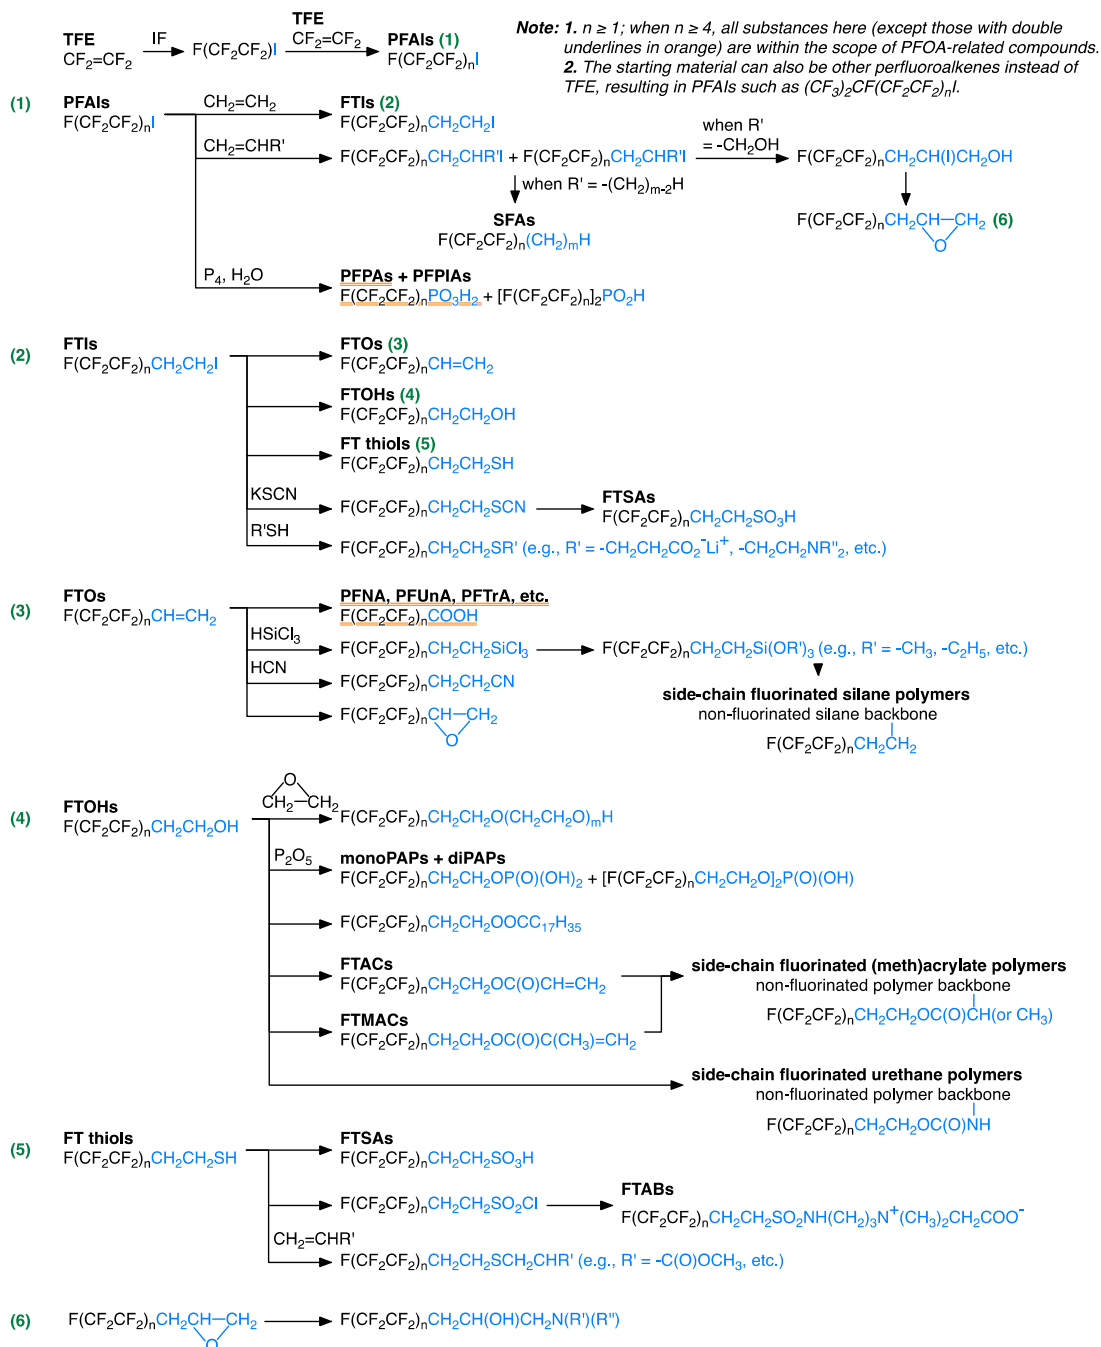 TFE
CF2=CF2
IF
F(CF2CF2)I
TFE
CF2=CF2
PFAIs (1)
F(CF2CF2)nI
Note: 1. n ≥ 1; when n ≥ 4, all substances here (except those with double
underlines in orange) are within the scope of PFOA-related compounds.
2. The starting material can also be other perfluoroalkenes instead of
TFE, resulting in PFAIs such as (CF3)2CF(CF2CF2)nI.
(1)
PFAIs
F(CF2CF2)nI
CH2=CH2
FTIs (2)
F(CF2CF2)nCH2CH2I
CH2=CHR'
F(CF2CF2)nCH2CHR'I + F(CF2CF2)nCH2CHR'I
when R'
= -CH2OH
F(CF2CF2)nCH2CH(I)CH2OH
when R' = -(CH2)m-2H
SFAs
F(CF2CF2)n(CH2)mH
F(CF2CF2)nCH2CH—CH2 (6)
O
P4, H2O
PFPAs + PFPIAs
F(CF2CF2)nPO3H2 + [F(CF2CF2)n]2PO2H
(2)
FTIs
F(CF2CF2)nCH2CH2I
FTOs (3)
F(CF2CF2)nCH=CH2
FTOHs (4)
F(CF2CF2)nCH2CH2OH
FT thiols (5)
F(CF2CF2)nCH2CH2SH
KSCN
F(CF2CF2)nCH2CH2SCN
FTSAs
F(CF2CF2)nCH2CH2SO3H
R'SH
F(CF2CF2)nCH2CH2SR' (e.g., R' = -CH2CH2CO2-Li+, -CH2CH2NR"2, etc.)
(3)
FTOs
F(CF2CF2)nCH=CH2
PFNA, PFUnA, PFTrA, etc.
F(CF2CF2)nCOOH
HSiCl3
F(CF2CF2)nCH2CH2SiCl3
F(CF2CF2)nCH2CH2Si(OR')3 (e.g., R' = -CH3, -C2H5, etc.)
HCN
F(CF2CF2)nCH2CH2CN
side-chain fluorinated silane polymers
non-fluorinated silane backbone
F(CF2CF2)nCH2CH2
F(CF2CF2)nCH—CH2
O
(4)
FTOHs
F(CF2CF2)nCH2CH2OH
O
CH2—CH2
F(CF2CF2)nCH2CH2O(CH2CH2O)mH
P2O5
monoPAPs + diPAPs
F(CF2CF2)nCH2CH2OP(O)(OH)2 + [F(CF2CF2)nCH2CH2O]2P(O)(OH)
F(CF2CF2)nCH2CH2OOCC17H35
FTACs
F(CF2CF2)nCH2CH2OC(O)CH=CH2
side-chain fluorinated (meth)acrylate polymers
non-fluorinated polymer backbone
F(CF2CF2)nCH2CH2OC(O)CH(or CH3)
FTMACs
F(CF2CF2)nCH2CH2OC(O)C(CH3)=CH2
side-chain fluorinated urethane polymers
non-fluorinated polymer backbone
F(CF2CF2)nCH2CH2OC(O)NH
(5)
FT thiols
F(CF2CF2)nCH2CH2SH
FTSAs
F(CF2CF2)nCH2CH2SO3H
F(CF2CF2)nCH2CH2SO2Cl
FTABs
F(CF2CF2)nCH2CH2SO2NH(CH2)3N+(CH3)2CH2COO-
CH2=CHR'
F(CF2CF2)nCH2CH2SCH2CHR' (e.g., R' = -C(O)OCH3, etc.)
(6)
F(CF2CF2)nCH2CH—CH2
O
F(CF2CF2)nCH2CH(OH)CH2N(R')(R")